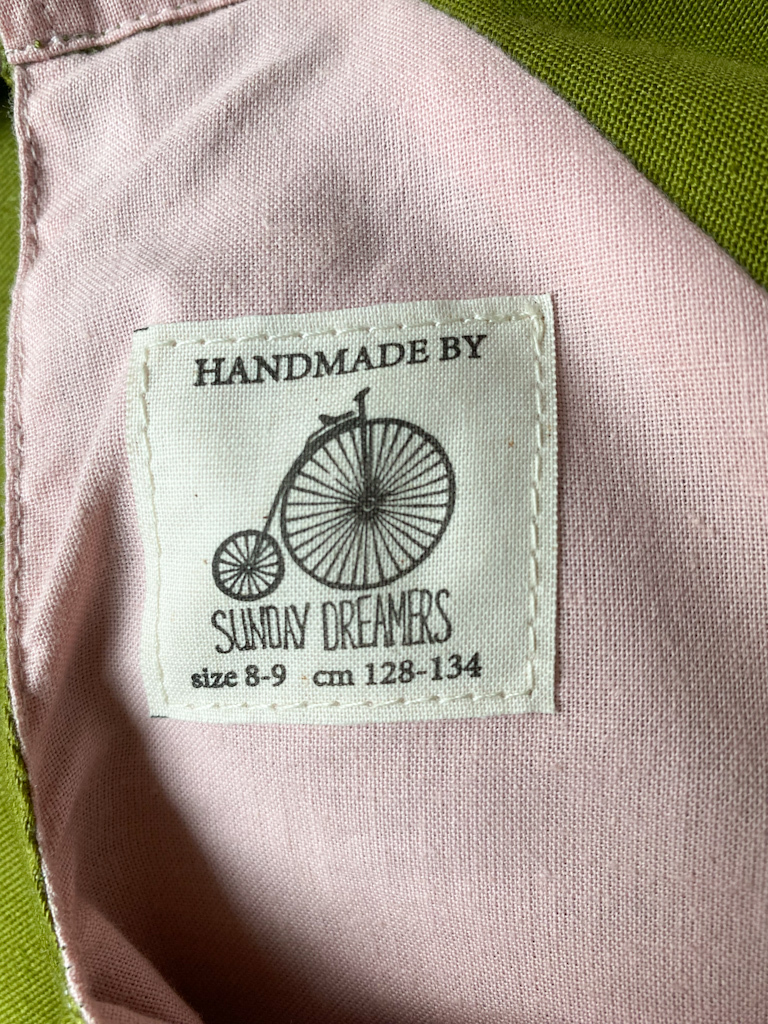 HANDMADE BY
SUNDAY DREAMERS
size 8-9 cm 128-134